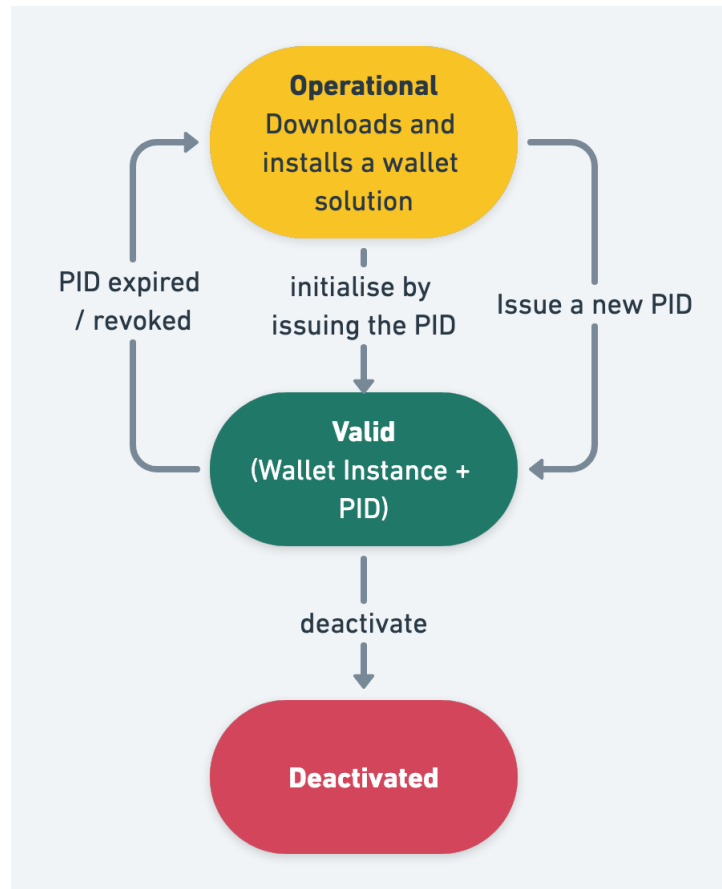 Operational
Downloads and
installs a wallet
solution
PID expired
/ revoked
initialise by
issuing the PID
Issue a new PID
Valid
(Wallet Instance +
PID)
deactivate
Deactivated